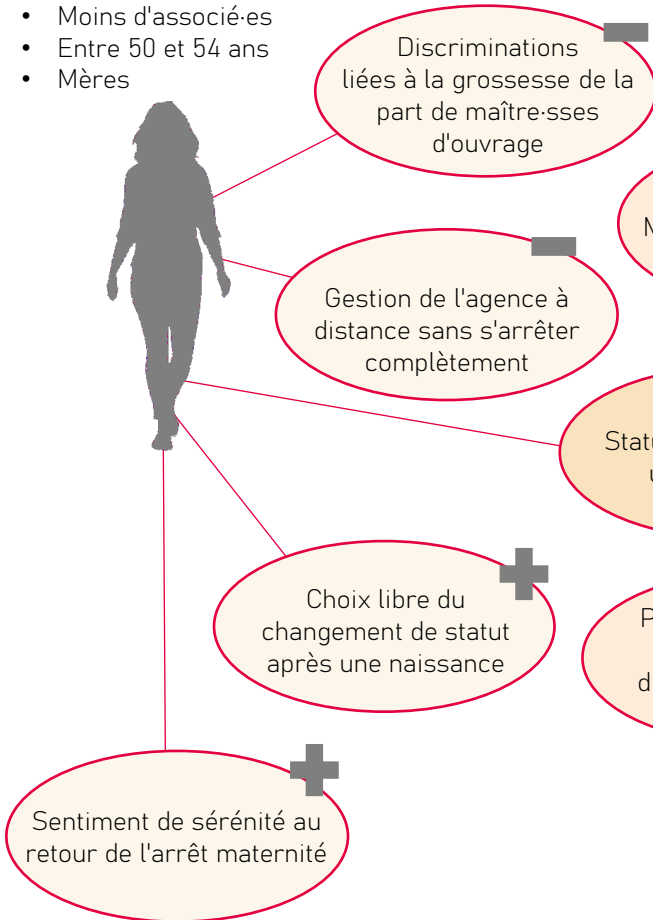 • Moins d'associé·es
• Entre 50 et 54 ans
• Mères
Discriminations
liées à la grossesse de la
part de maître·sses
d'ouvrage
M
Gestion de l'agence à
distance sans s'arrêter
complètement
Statu
Choix libre du
changement de statut
après une naissance
P
d
Sentiment de sérénité au
retour de l'arrêt maternité